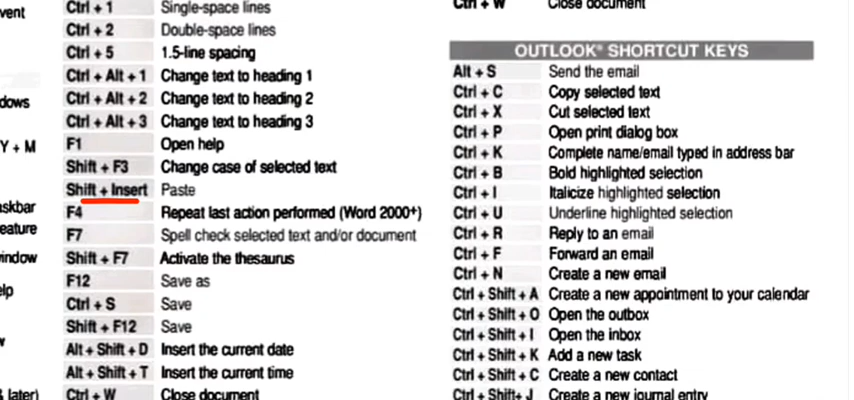 vent
dows
Y + M
askbar
eature
window
elp
& later)
Ctrl + 1 Single-space lines
Ctrl + 2 Double-space lines
Ctrl + 5 1.5-line spacing
Ctrl + Alt + 1 Change text to heading 1
Ctrl + Alt + 2 Change text to heading 2
Ctrl + Alt + 3 Change text to heading 3
F1 Open help
Shift + F3 Change case of selected text
Shift + Insert Paste
F4 Repeat last action performed (Word 2000+)
F7 Spell check selected text and/or document
Shift + F7 Activate the thesaurus
F12 Save as
Ctrl + S Save
Shift + F12 Save
Alt + Shift + D Insert the current date
Alt + Shift + T Insert the current time
Ctrl + W Close document
Ctrl + W Close document
OUTLOOK® SHORTCUT KEYS
Alt + S Send the email
Ctrl + C Copy selected text
Ctrl + X Cut selected text
Ctrl + P Open print dialog box
Ctrl + K Complete name/email typed in address bar
Ctrl + B Bold highlighted selection
Ctrl + I Italicize highlighted selection
Ctrl + U Underline highlighted selection
Ctrl + R Reply to an email
Ctrl + F Forward an email
Ctrl + N Create a new email
Ctrl + Shift + A Create a new appointment to your calendar
Ctrl + Shift + O Open the outbox
Ctrl + Shift + I Open the inbox
Ctrl + Shift + K Add a new task
Ctrl + Shift + C Create a new contact
Ctrl + Shift+ J Create a new journal entry